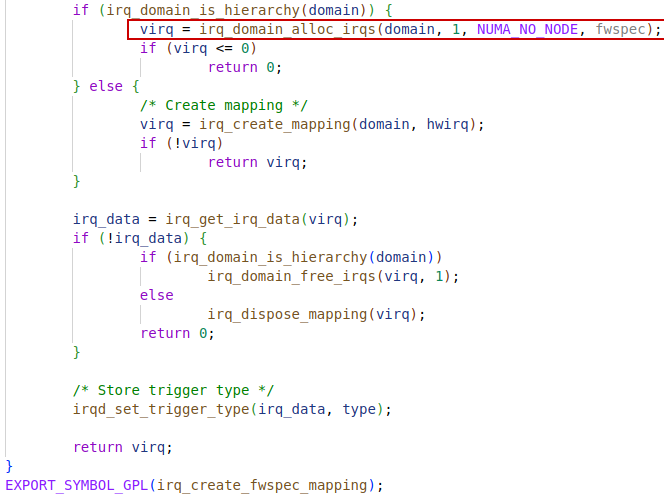 if (irq_domain_is_hierarchy(domain)) {
virq = irq_domain_alloc_irqs(domain, 1, NUMA_NO_NODE, fwspec);
if (virq <= 0)
return 0;
} else {
/* Create mapping */
virq = irq_create_mapping(domain, hwirq);
if (!virq)
return virq;
}
irq_data = irq_get_irq_data(virq);
if (!irq_data) {
if (irq_domain_is_hierarchy(domain))
irq_domain_free_irqs(virq, 1);
else
irq_dispose_mapping(virq);
return 0;
}
/* Store trigger type */
irqd_set_trigger_type(irq_data, type);
return virq;
}
EXPORT_SYMBOL_GPL(irq_create_fwspec_mapping);